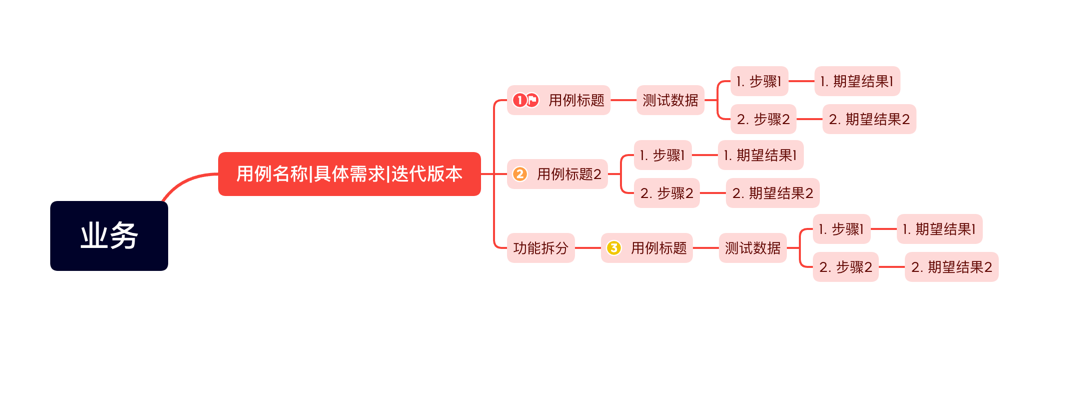 业务
用例名称|具体需求|迭代版本
1 用例标题
测试数据
1. 步骤1
1. 期望结果1
2. 步骤2
2. 期望结果2
2 用例标题2
1. 步骤1
1. 期望结果1
2. 步骤2
2. 期望结果2
功能拆分
3 用例标题
测试数据
1. 步骤1
1. 期望结果1
2. 步骤2
2. 期望结果2